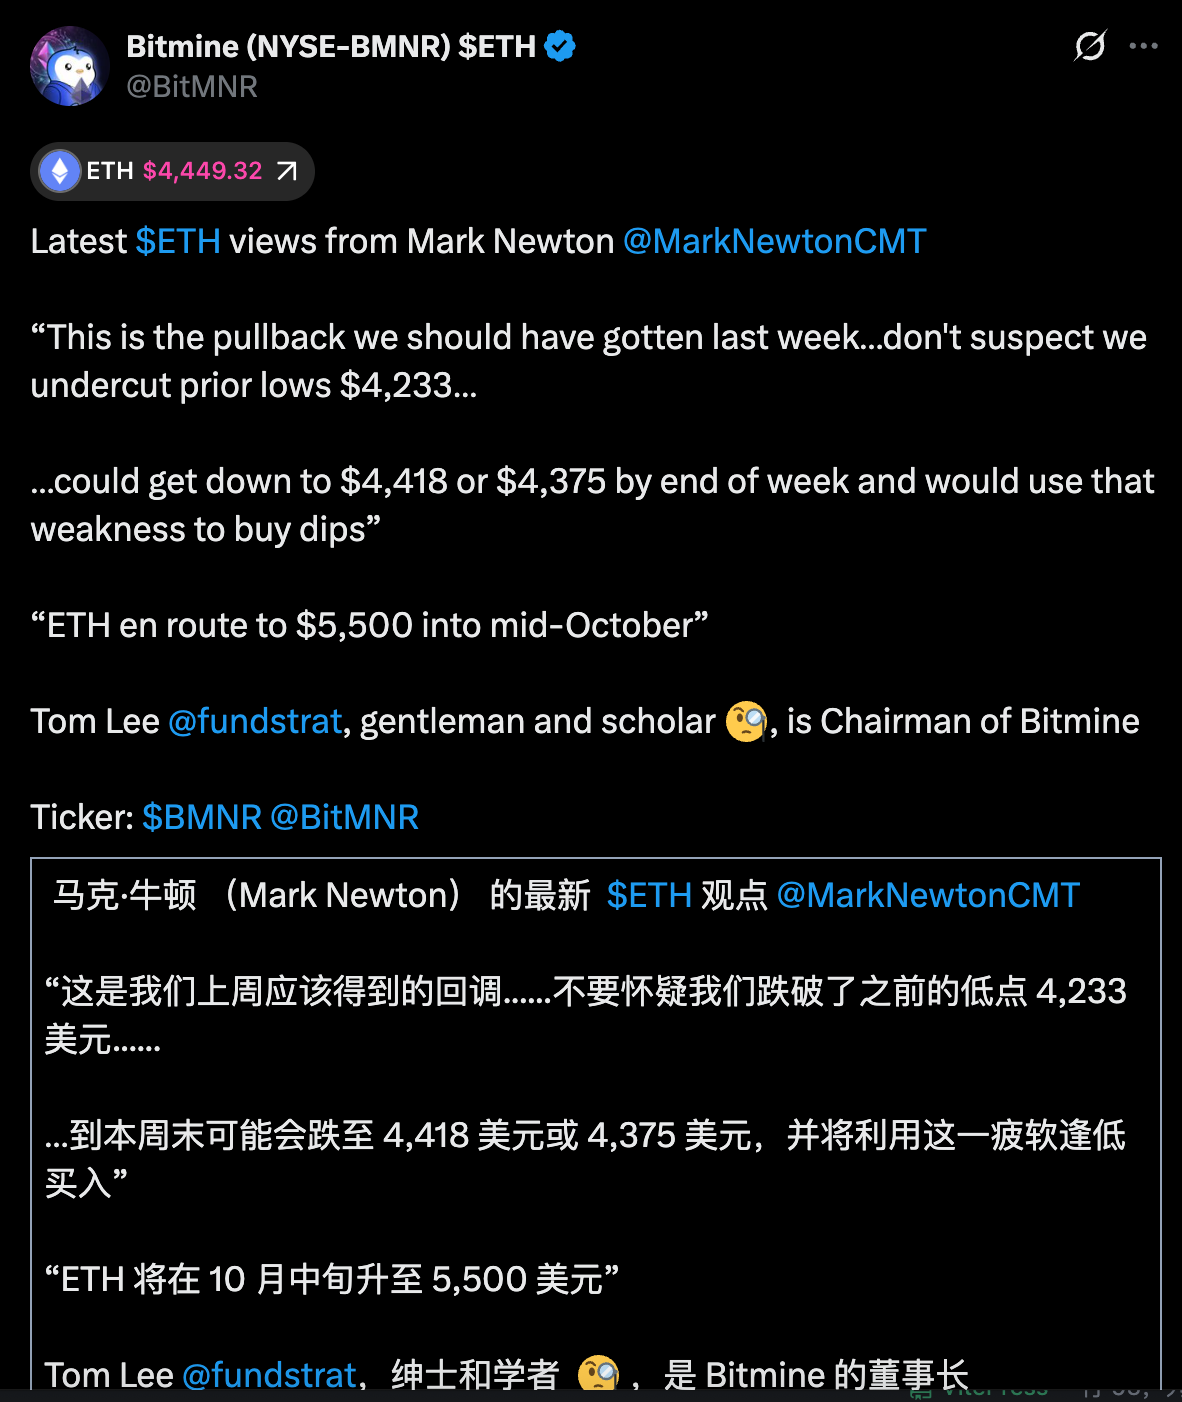 Bitmine (NYSE-BMNR) $ETH
@BitMNR
ETH $4,449.32
Latest $ETH views from Mark Newton @MarkNewtonCMT
“This is the pullback we should have gotten last week...don't suspect we
undercut prior lows $4,233...
...could get down to $4,418 or $4,375 by end of week and would use that
weakness to buy dips”
“ETH en route to $5,500 into mid-October”
Tom Lee @fundstrat, gentleman and scholar 🧐, is Chairman of Bitmine
Ticker: $BMNR @BitMNR
马克·牛顿 （Mark Newton） 的最新 $ETH 观点 @MarkNewtonCMT
“这是我们上周应该得到的回调......不要怀疑我们跌破了之前的低点 4,233
美元......
...到本周末可能会跌至 4,418 美元或 4,375 美元，并将利用这一疲软逢低
买入”
“ETH 将在 10 月中旬升至 5,500 美元”
Tom Lee @fundstrat，绅士和学者 🧐 ，是 Bitmine 的董事长